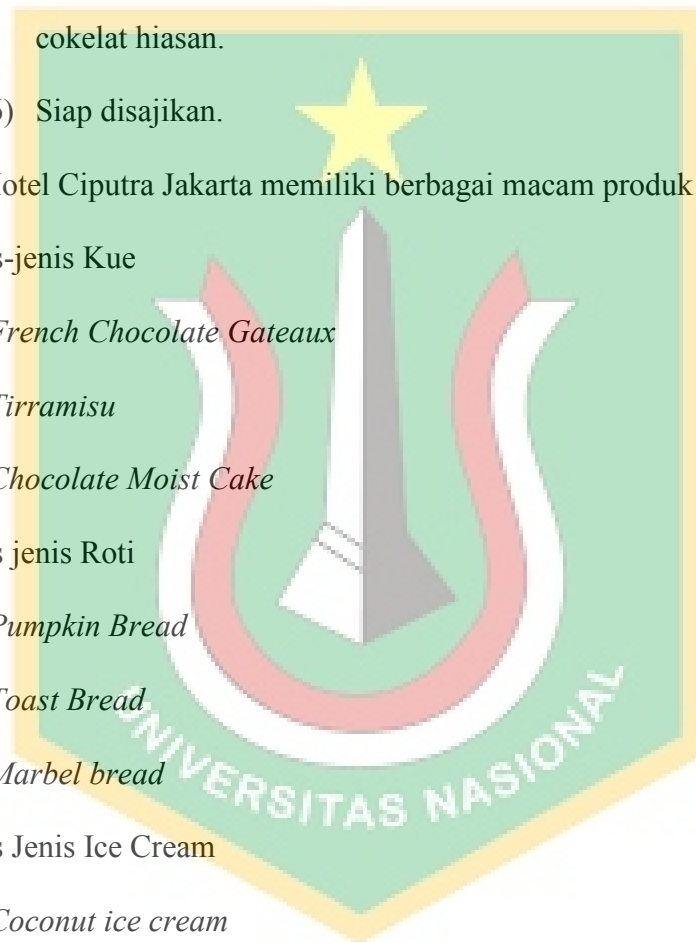 cokelat hiasan.
6) Siap disajikan.
Hotel Ciputra Jakarta memiliki berbagai macam produk
s-jenis Kue
French Chocolate Gateaux
Tirramisu
Chocolate Moist Cake
s jenis Roti
Pumpkin Bread
Toast Bread
Marbel bread
s Jenis Ice Cream
Coconut ice cream
UNIVERSITAS NASIONAL